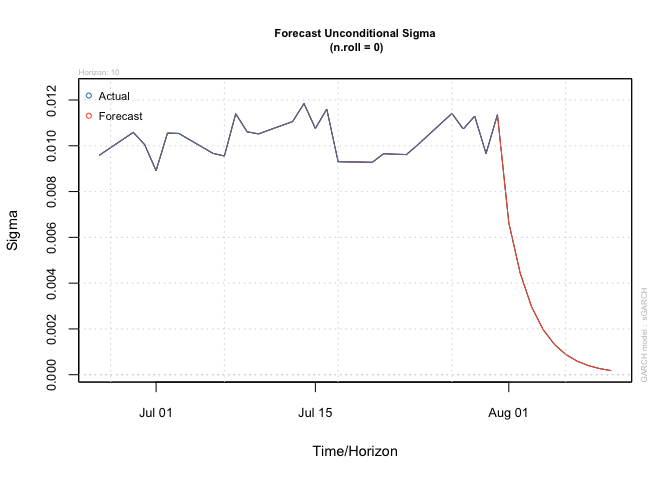 Forecast Unconditional Sigma
(n.roll = 0)
Horizon: 10
Actual
Forecast
0.012
0.010
0.008
0.006
0.004
0.002
0.000
Sigma
Jul 01
Jul 15
Aug 01
Time/Horizon
GARCH model : sGARCH